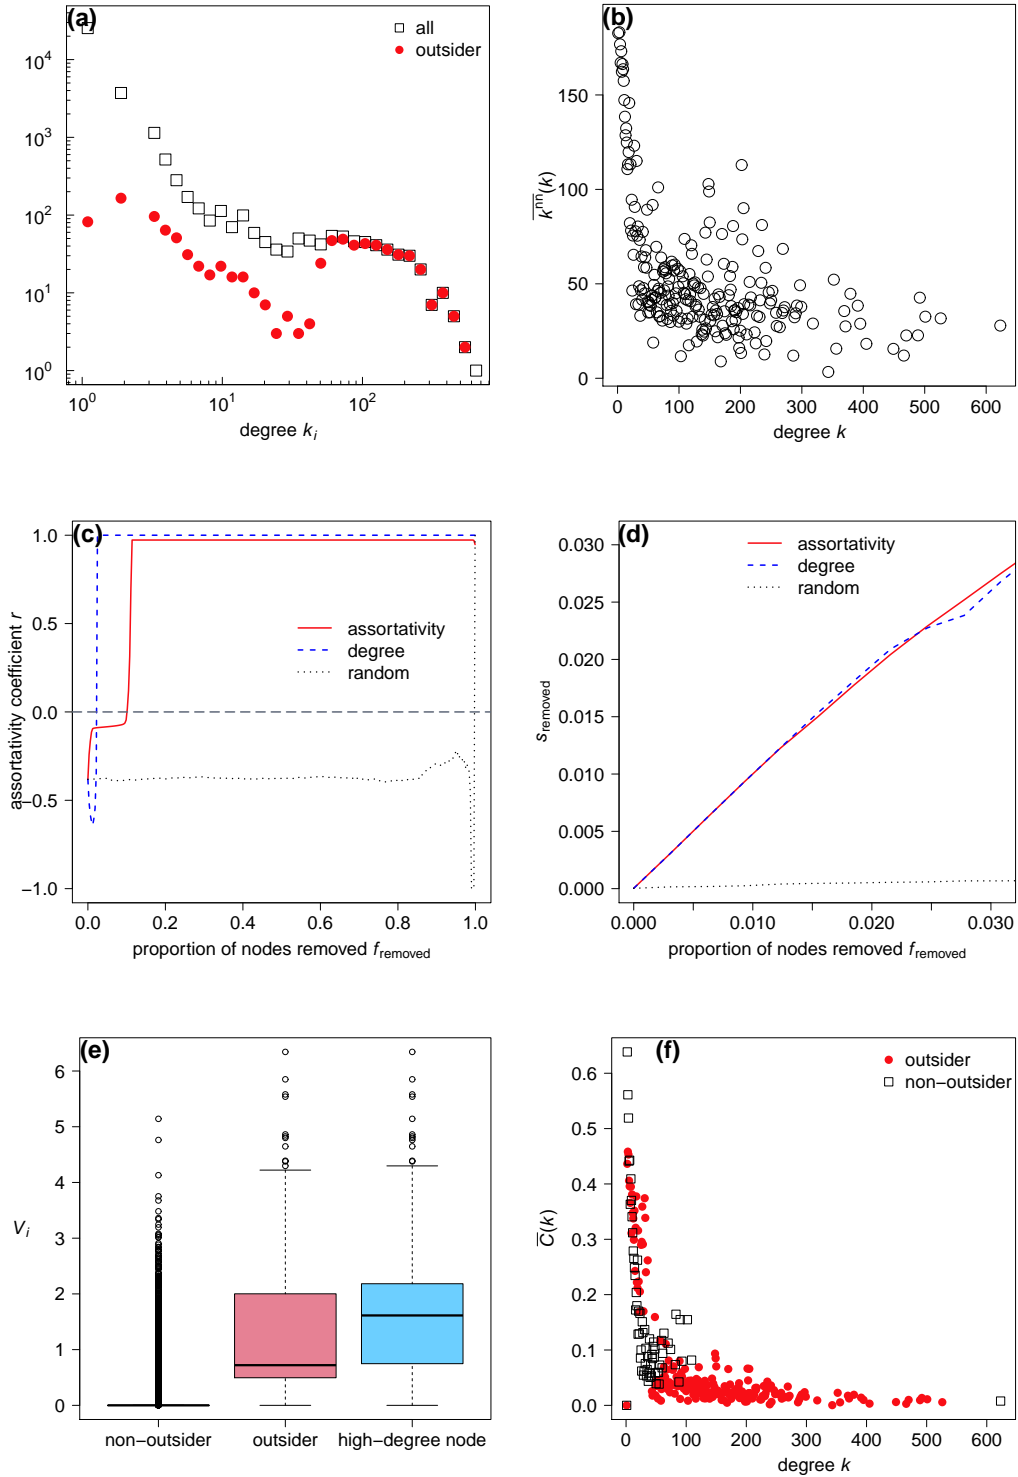 (a)
all
outsider
10^4
10^3
10^2
10^1
10^0
10^0
10^1
10^2
degree k_i
(b)
150
100
50
0
k^nn(k)
0
100
200
300
400
500
600
degree k
(c)
1.0
0.5
0.0
−0.5
−1.0
assortativity coefficient r
assortativity
degree
random
0.0
0.2
0.4
0.6
0.8
1.0
proportion of nodes removed f_removed
(d)
0.030
0.025
0.020
0.015
0.010
0.005
0.000
s_removed
assortativity
degree
random
0.000
0.010
0.020
0.030
proportion of nodes removed f_removed
(e)
6
5
4
3
2
1
0
V_i
non−outsider
outsider
high−degree node
(f)
outsider
non−outsider
0.6
0.5
0.4
0.3
0.2
0.1
0.0
C(k)
0
100
200
300
400
500
600
degree k